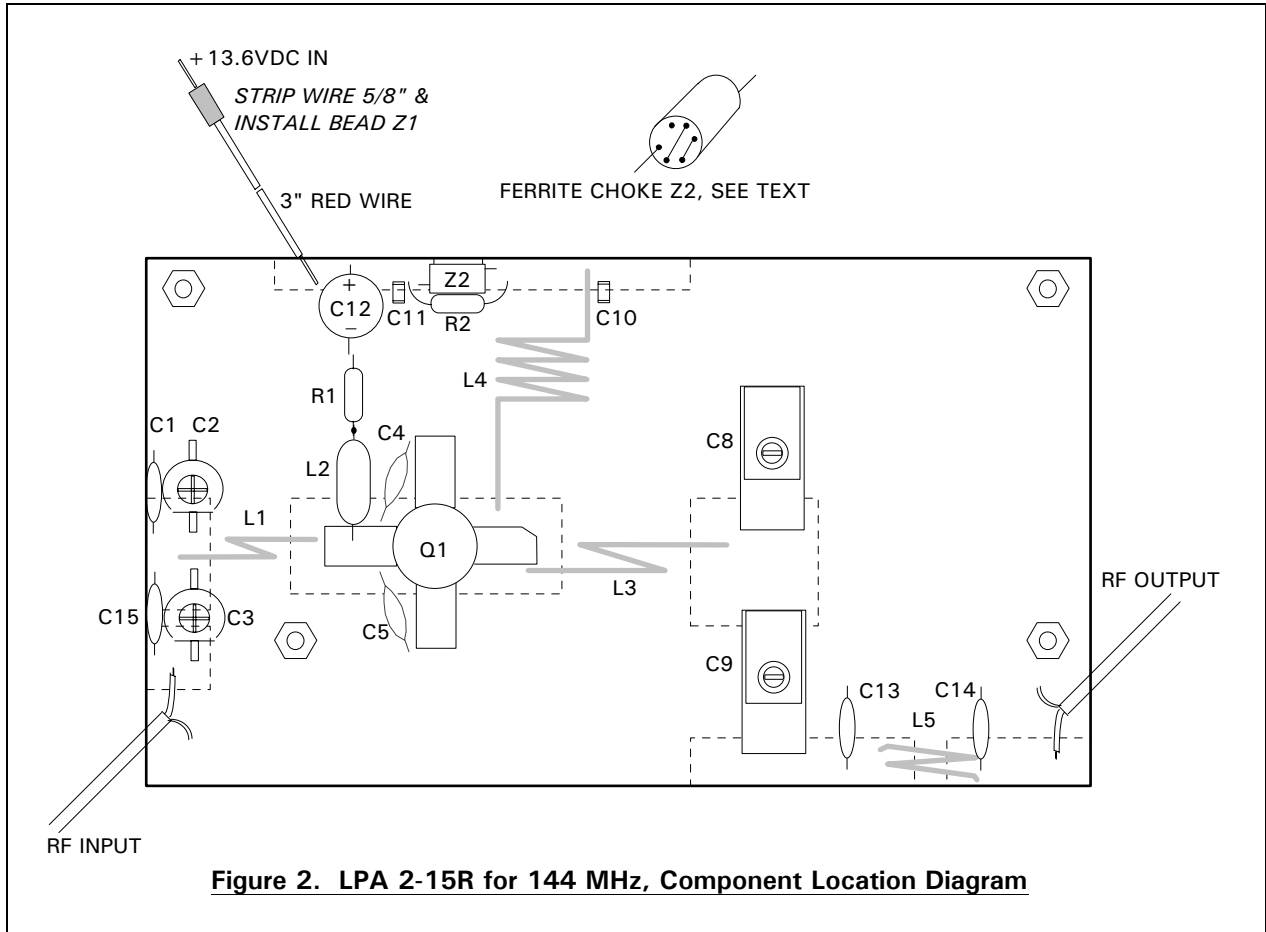 +13.6VDC IN
STRIP WIRE 5/8" &
INSTALL BEAD Z1
3" RED WIRE
FERRITE CHOKE Z2, SEE TEXT
+
C12
−
C11
Z2
R2
C10
L4
R1
C1
C2
C4
C8
L2
L1
Q1
L3
C15
C3
C5
C9
RF OUTPUT
C13
C14
L5
RF INPUT
Figure 2. LPA 2-15R for 144 MHz, Component Location Diagram